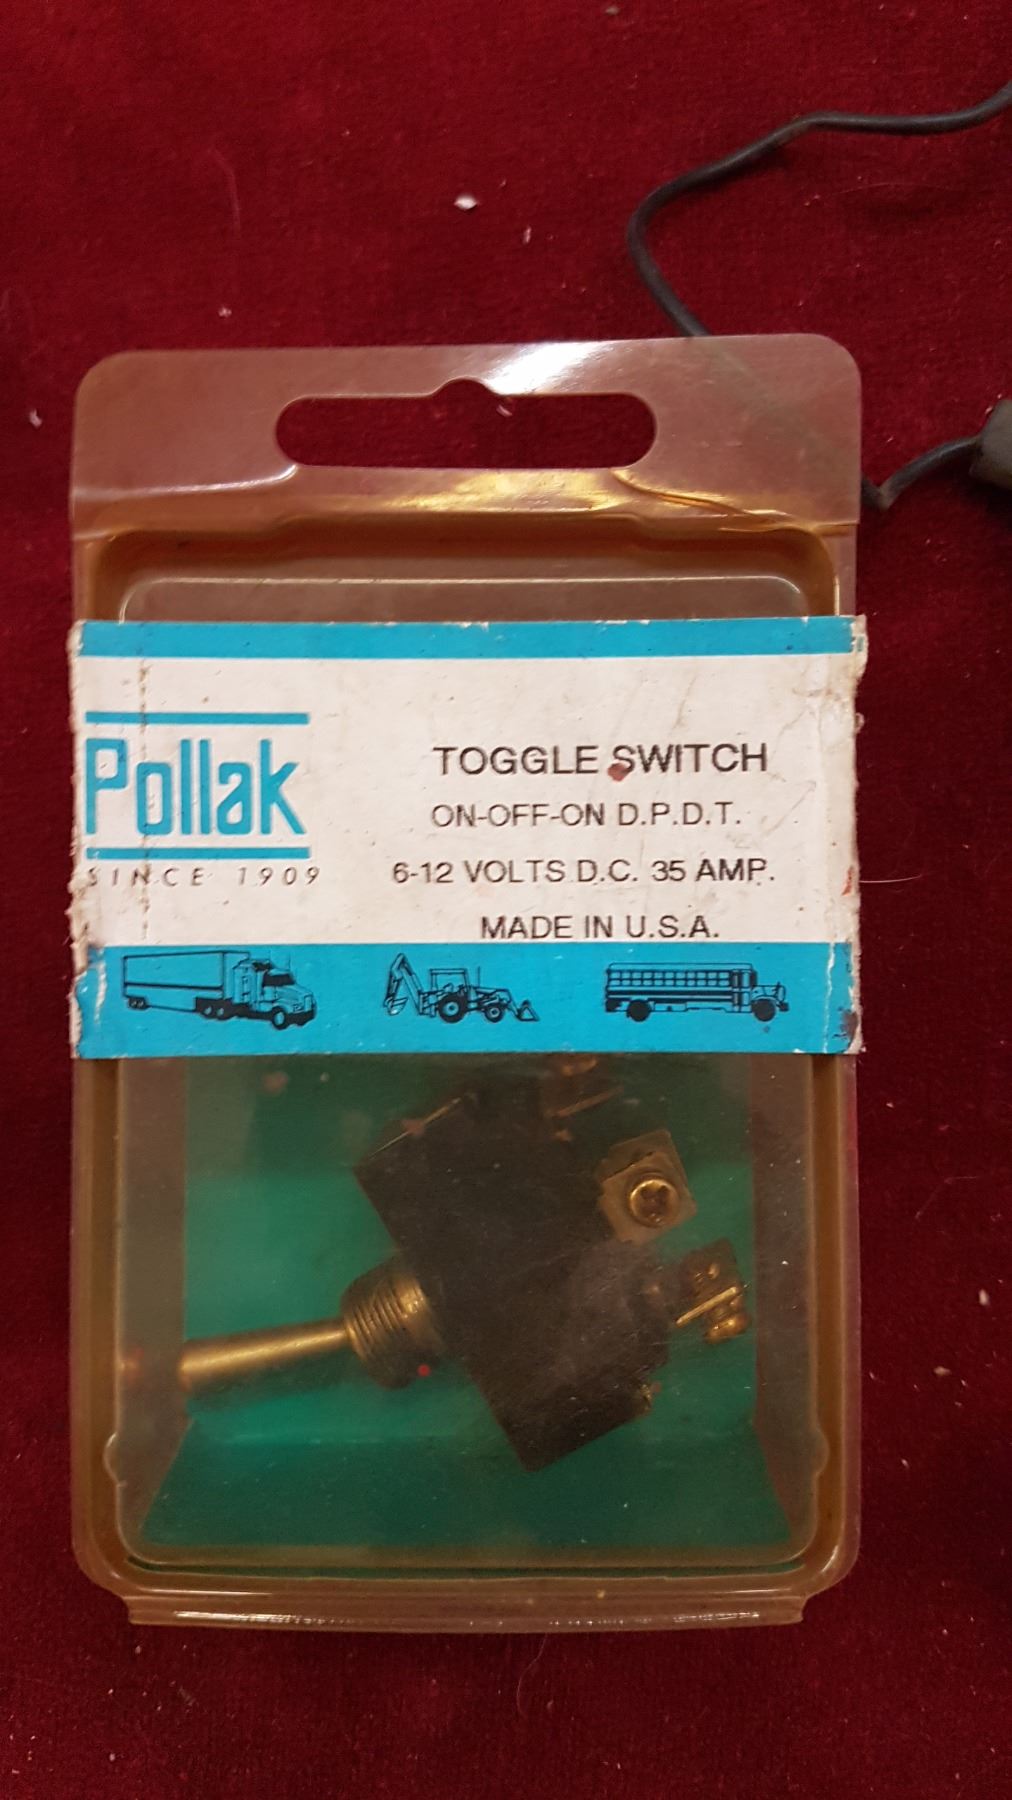 Pollak
SINCE 1909
TOGGLE SWITCH
ON-OFF-ON D.P.D.T.
6-12 VOLTS D.C. 35 AMP.
MADE IN U.S.A.